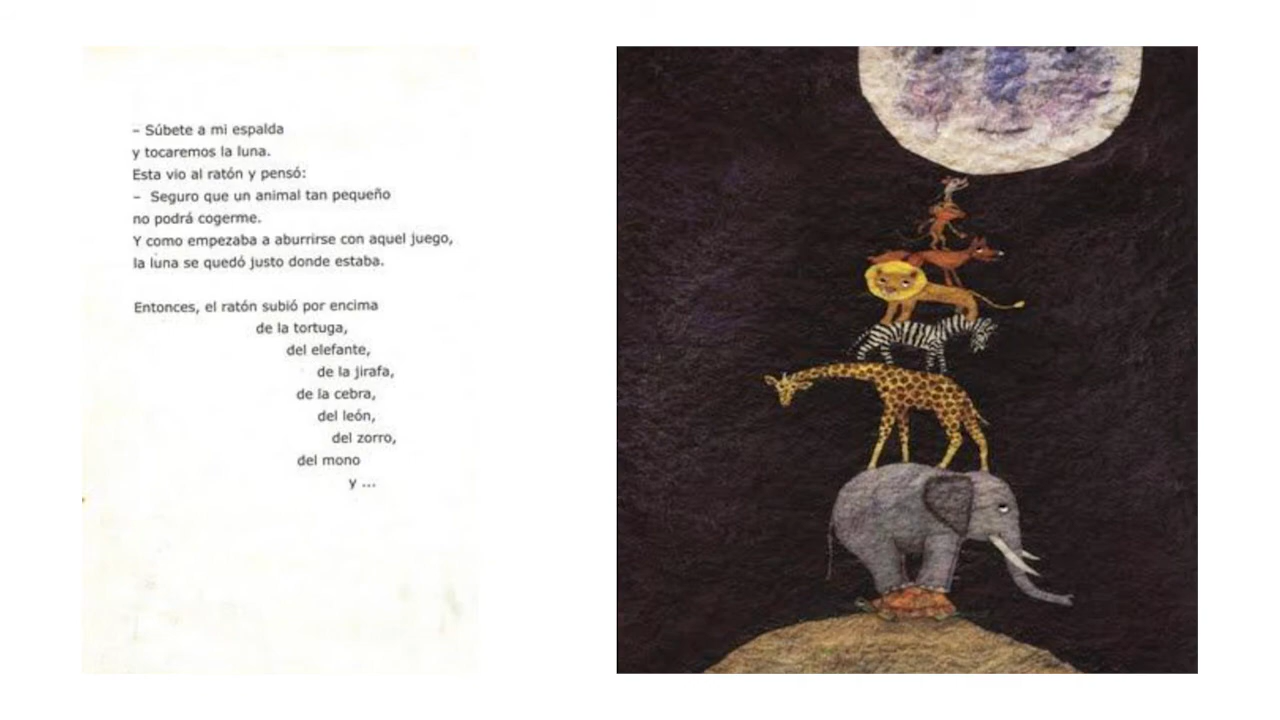 – Súbete a mi espalda
y tocaremos la luna.
Esta vio al ratón y pensó:
– Seguro que un animal tan pequeño
no podrá cogerme.
Y como empezaba a aburrirse con aquel juego,
la luna se quedó justo donde estaba.
Entonces, el ratón subió por encima
de la tortuga,
del elefante,
de la jirafa,
de la cebra,
del león,
del zorro,
del mono
y ...